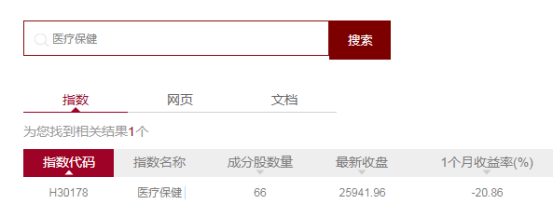 医疗保健 搜索
指数 网页 文档
为您找到相关结果1个
指数代码 指数名称 成分股数量 最新收盘 1个月收益率(%)
H30178 医疗保健 66 25941.96 -20.86